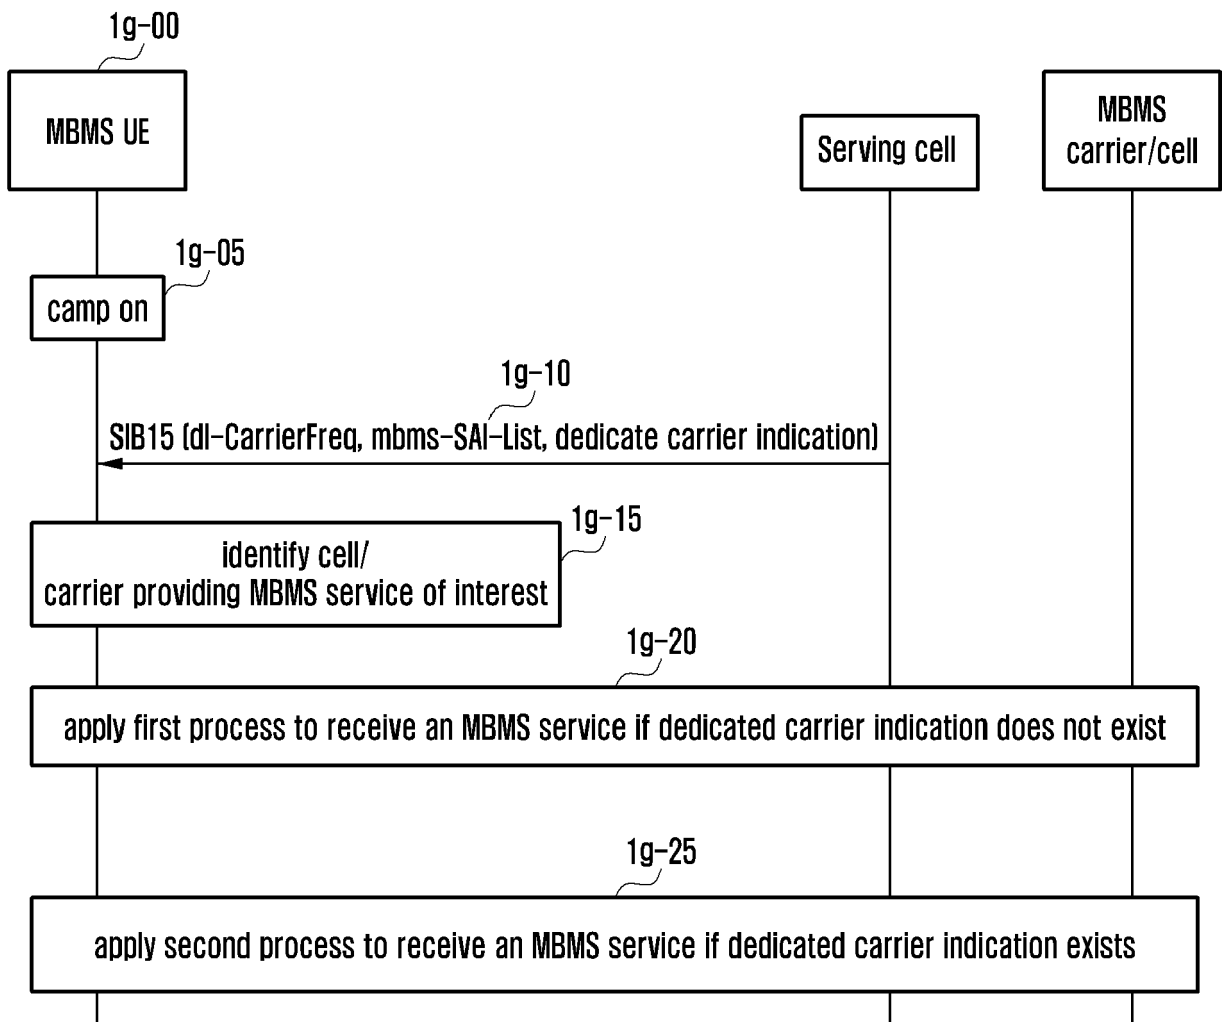 1g-00
MBMS UE
Serving cell
MBMS
carrier/cell
1g-05
camp on
1g-10
SIB15 (dl-CarrierFreq, mbms-SAI-List, dedicate carrier indication)
1g-15
identify cell/
carrier providing MBMS service of interest
1g-20
apply first process to receive an MBMS service if dedicated carrier indication does not exist
1g-25
apply second process to receive an MBMS service if dedicated carrier indication exists